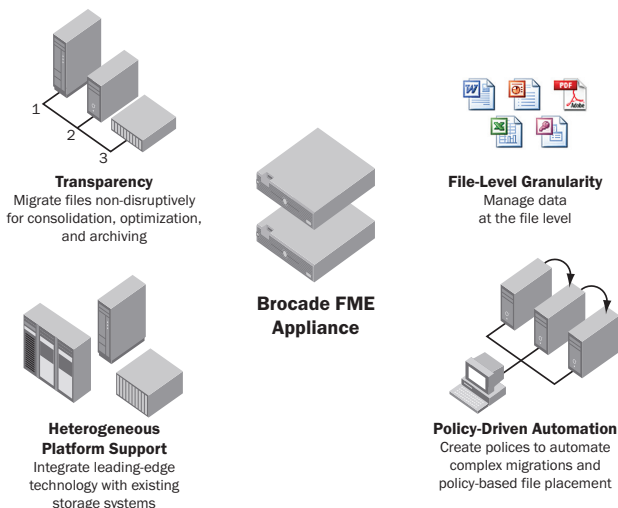 1
2
3
Transparency
Migrate files non-disruptively
for consolidation, optimization,
and archiving
Brocade FME
Appliance
W
PDF
Adobe
File-Level Granularity
Manage data
at the file level
Heterogeneous
Platform Support
Integrate leading-edge
technology with existing
storage systems
Policy-Driven Automation
Create polices to automate
complex migrations and
policy-based file placement